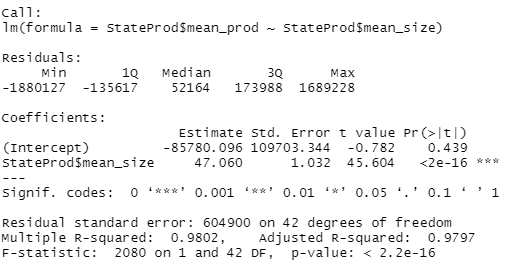 Call:
lm(formula = StateProd$mean_prod ~ StateProd$mean_size)
Residuals:
Min 1Q Median 3Q Max
-1880127 -135617 52164 173988 1689228
Coefficients:
Estimate Std. Error t value Pr(>|t|)
(Intercept) -85780.096 109703.344 -0.782 0.439
StateProd$mean_size 47.060 1.032 45.604 <2e-16 ***
---
Signif. codes: 0 ‘***’ 0.001 ‘**’ 0.01 ‘*’ 0.05 ‘.’ 0.1 ‘ ’ 1
Residual standard error: 604900 on 42 degrees of freedom
Multiple R-squared: 0.9802, Adjusted R-squared: 0.9797
F-statistic: 2080 on 1 and 42 DF, p-value: < 2.2e-16